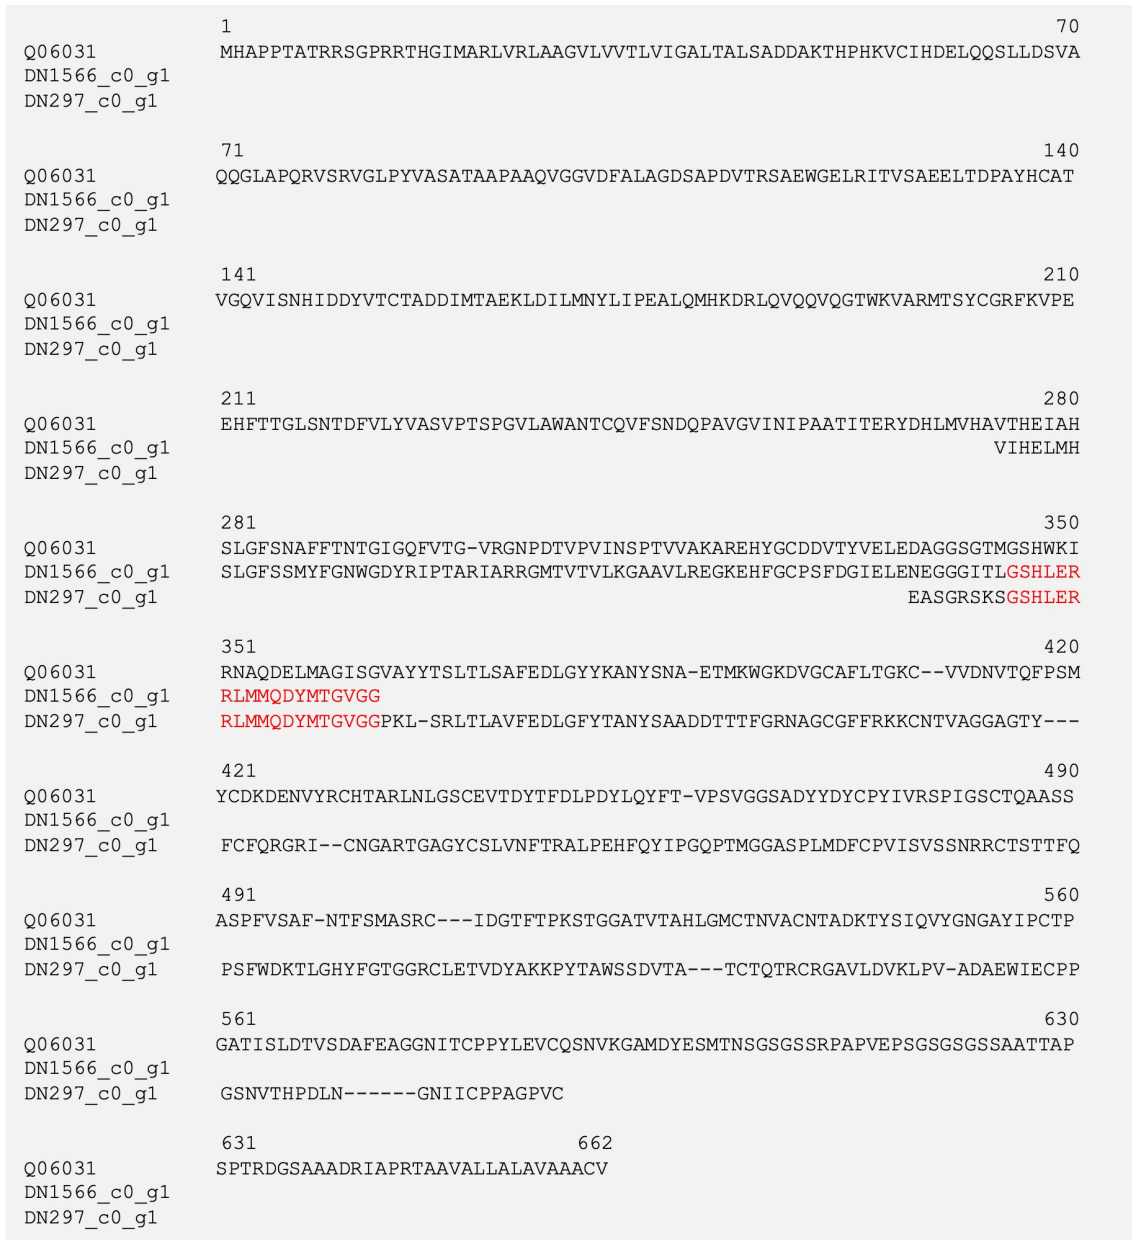 1 70
Q06031 MHAPPTATRRSGPRRTHGIMARLVRLAAGVLVVTLVIGALTALSADDAKTHPHKVCIHDELQQSLLDSVA
DN1566_c0_g1
DN297_c0_g1
71 140
Q06031 QQGLAPQRVSRVGLPYVASATAAPAAQVGGVDFALAGDSAPDVTRSAEWGELRITVSAEELTDPAYHCAT
DN1566_c0_g1
DN297_c0_g1
141 210
Q06031 VGQVISNHIDDYVTCTADDIMTAEKLDILMNYLIPEALQMHKDRLQVQQVQGTWKVARMTSYCGRFKVPE
DN1566_c0_g1
DN297_c0_g1
211 280
Q06031 EHFTTGLSNTDFVLYVASVPTSPGVLAWANTCQVFSNDQPAVGVINIPAATITERYDHLMVHAVTHEIAH
DN1566_c0_g1 VIHELMH
DN297_c0_g1
281 350
Q06031 SLGFSNAFFTNTGIGQFVTG-VRGNPDTVPVINSPTVVAKAREHYGCDDVTYVELEDAGGSGTMGSHWKI
DN1566_c0_g1 SLGFSSMYFGNWGDYRIPTARIARRGMTVTVLKGAAVLREGKEHFGCPSFDGIELENEGGGITLGSHLER
DN297_c0_g1 EASGRSKSGSHLER
351 420
Q06031 RNAQDELMAGISGVAYYTSLTLSAFEDLGYYKANYSNA-ETMKWGKDVGCAFLTGKC--VVDNVTQFPSM
DN1566_c0_g1 RLMMQDYMTGVGG
DN297_c0_g1 RLMMQDYMTGVGGPKL-SRLTLAVFEDLGFYTANYSAADDTTTFGRNAGCGFFRKKCNTVAGGAGTY---
421 490
Q06031 YCDKDENVYRCHTARLNLGSCEVTDYTFDLPDYLQYFT-VPSVGGSADYYDYCPYIVRSPIGSCTQAASS
DN1566_c0_g1
DN297_c0_g1 FCFQRGRI--CNGARTGAGYCSLVNFTRALPEHFQYIPGQPTMGGASPLMDFCPVISVSSNRRCTSTTFQ
491 560
Q06031 ASPFVSAF-NTFSMASRC---IDGTFTPKSTGGATVTAHLGMCTNVACNTADKTYSIQVYGNGAYIPCTP
DN1566_c0_g1
DN297_c0_g1 PSFWDKTLGHYFGTGGRCLETVDYAKKPYTAWSSDVTA---TCTQTRCRGAVLDVKLPV-ADAEWIECPP
561 630
Q06031 GATISLDTVSDAFEAGGNITCPPYLEVCQSNVKGAMDYESMTNSGSGSSRPAPVEPSGSGSGSSAATTAP
DN1566_c0_g1
DN297_c0_g1 GSNVTHPDLN------GNIICPPAGPVC
631 662
Q06031 SPTRDGSAAADRIAPRTAAVALLALAVAAACV
DN1566_c0_g1
DN297_c0_g1